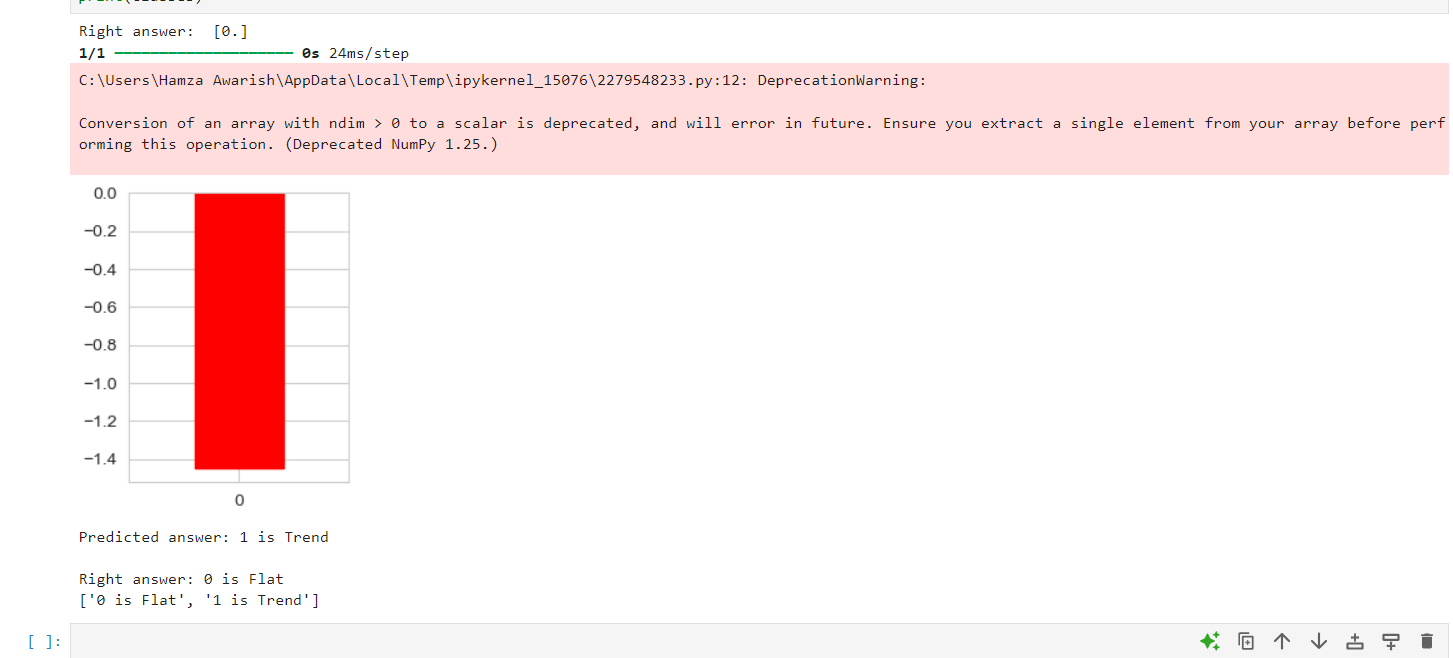 Right answer:  [0.]
1/1 ━━━━━━━━━━━━━━━━━━━━ 0s 24ms/step
C:\Users\Hamza Awarish\AppData\Local\Temp\ipykernel_15076\2279548233.py:12: DeprecationWarning:
Conversion of an array with ndim > 0 to a scalar is deprecated, and will error in future. Ensure you extract a single element from your array before perf
orming this operation. (Deprecated NumPy 1.25.)
0.0
−0.2
−0.4
−0.6
−0.8
−1.0
−1.2
−1.4
0
Predicted answer: 1 is Trend
Right answer: 0 is Flat
['0 is Flat', '1 is Trend']
[ ]: